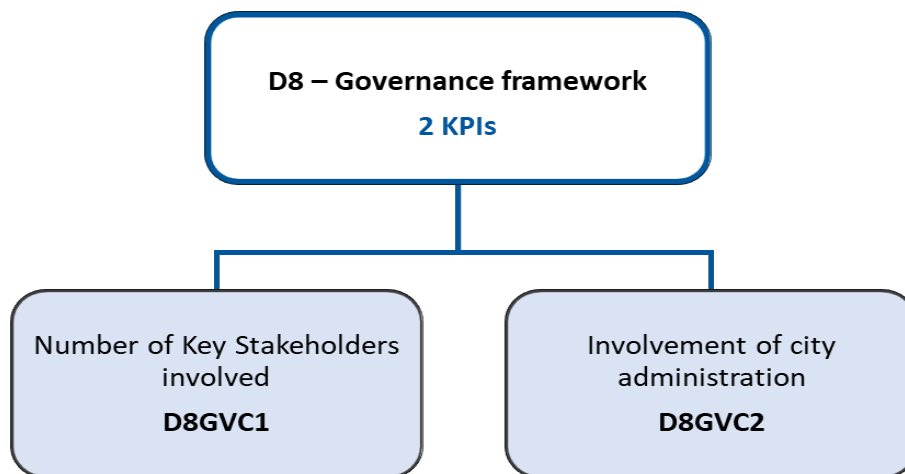 D8 – Governance framework
2 KPIs
Number of Key Stakeholders
involved
D8GVC1
Involvement of city
administration
D8GVC2